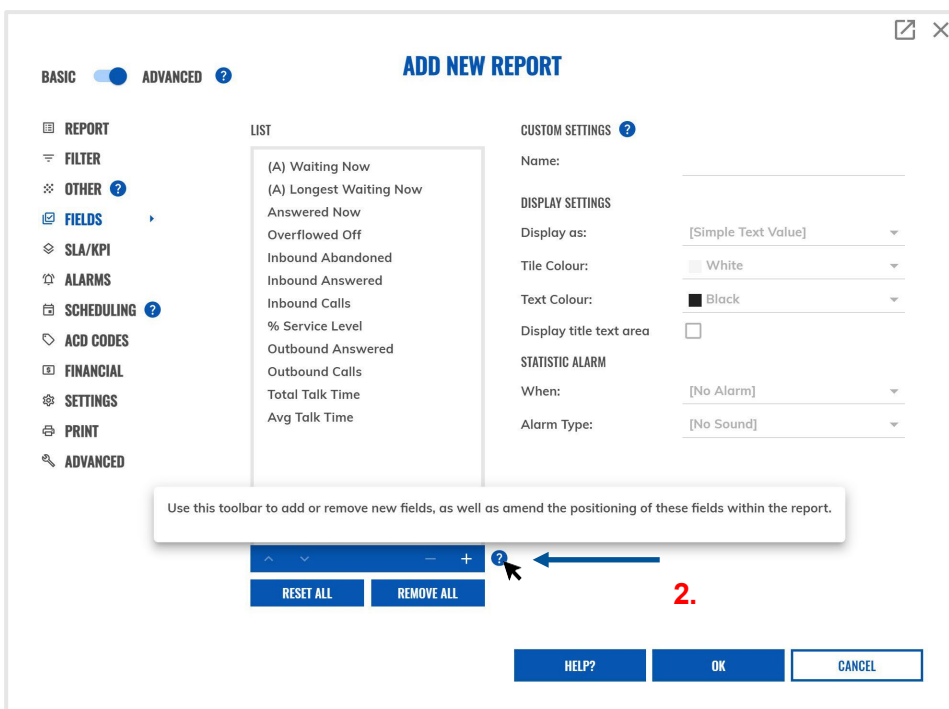 ADD NEW REPORT
BASIC ADVANCED ?
REPORT
FILTER
OTHER ?
FIELDS
SLA/KPI
ALARMS
SCHEDULING ?
ACD CODES
FINANCIAL
SETTINGS
PRINT
ADVANCED
LIST
(A) Waiting Now
(A) Longest Waiting Now
Answered Now
Overflowed Off
Inbound Abandoned
Inbound Answered
Inbound Calls
% Service Level
Outbound Answered
Outbound Calls
Total Talk Time
Avg Talk Time
CUSTOM SETTINGS ?
Name:
DISPLAY SETTINGS
Display as: [Simple Text Value]
Tile Colour: White
Text Colour: Black
Display title text area
STATISTIC ALARM
When: [No Alarm]
Alarm Type: [No Sound]
Use this toolbar to add or remove new fields, as well as amend the positioning of these fields within the report.
?
2.
RESET ALL REMOVE ALL
HELP? OK CANCEL